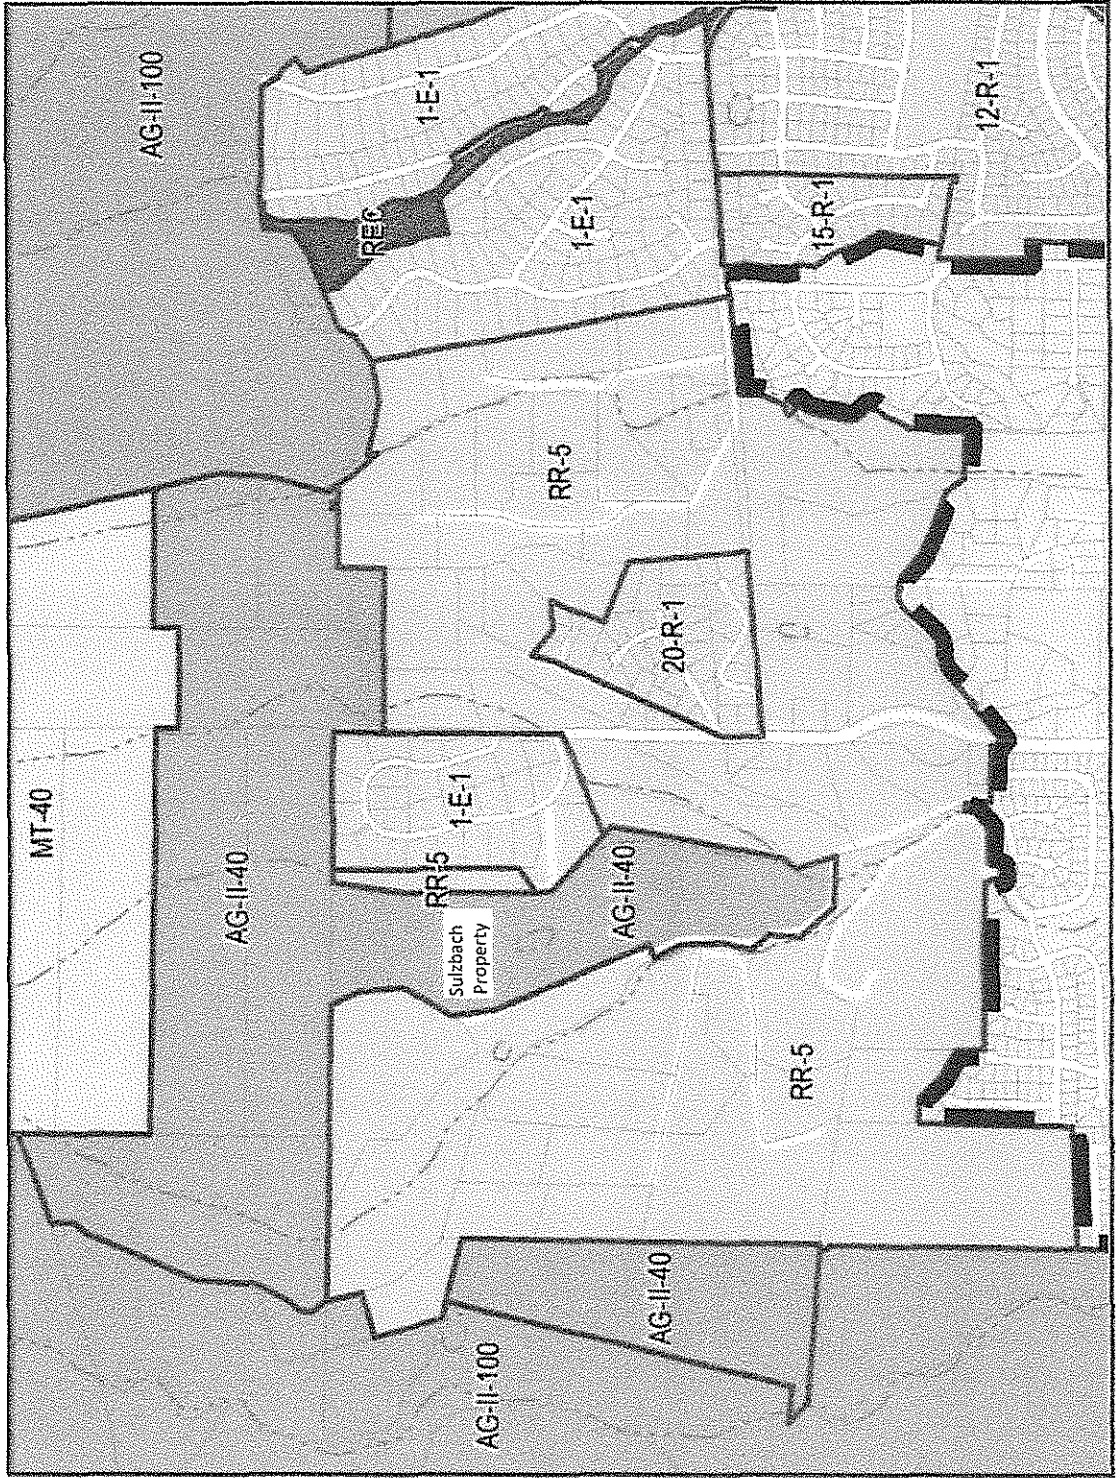 MT-40
AG-II-100
AG-II-40
REC
1-E-1
RR-5
1-E-1
Sulzbach
Property
AG-II-100
RR-5
1-E-1
AG-II-40
AG-II-40
20-R-1
RR-5
15-R-1
12-R-1